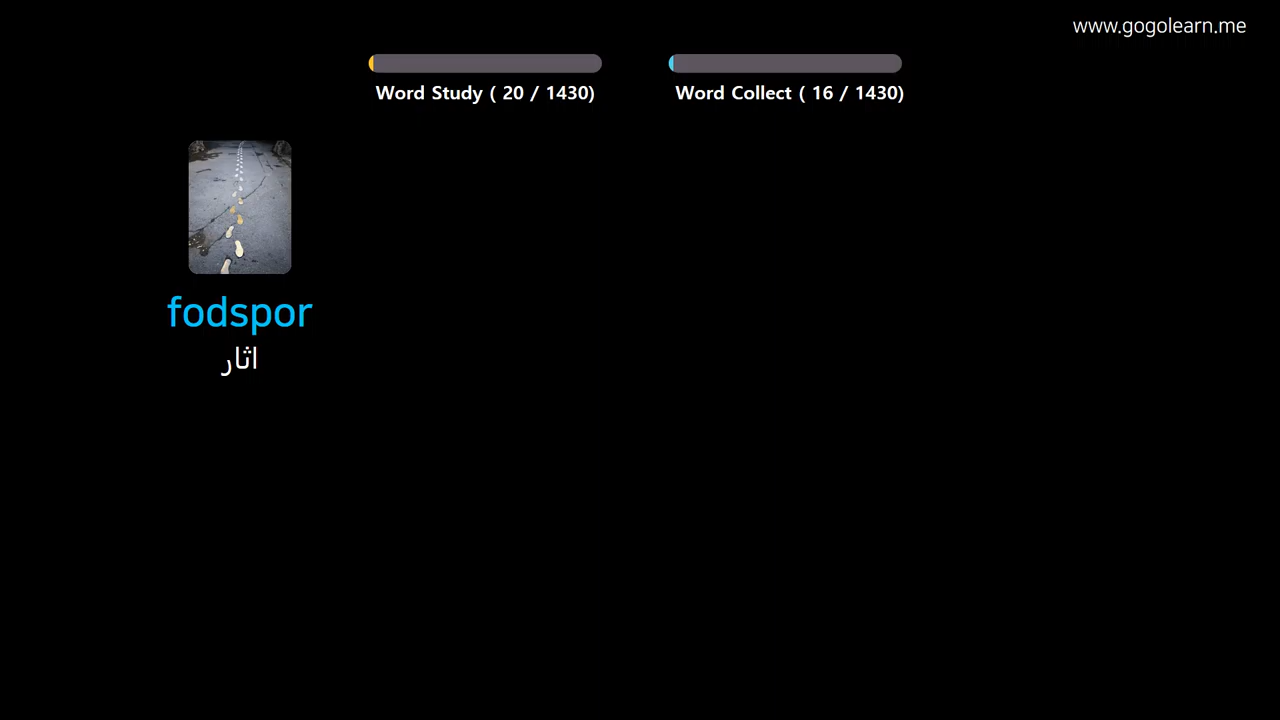 www.gogolearn.me
Word Study ( 20 / 1430)
Word Collect ( 16 / 1430)
fodspor
اثار